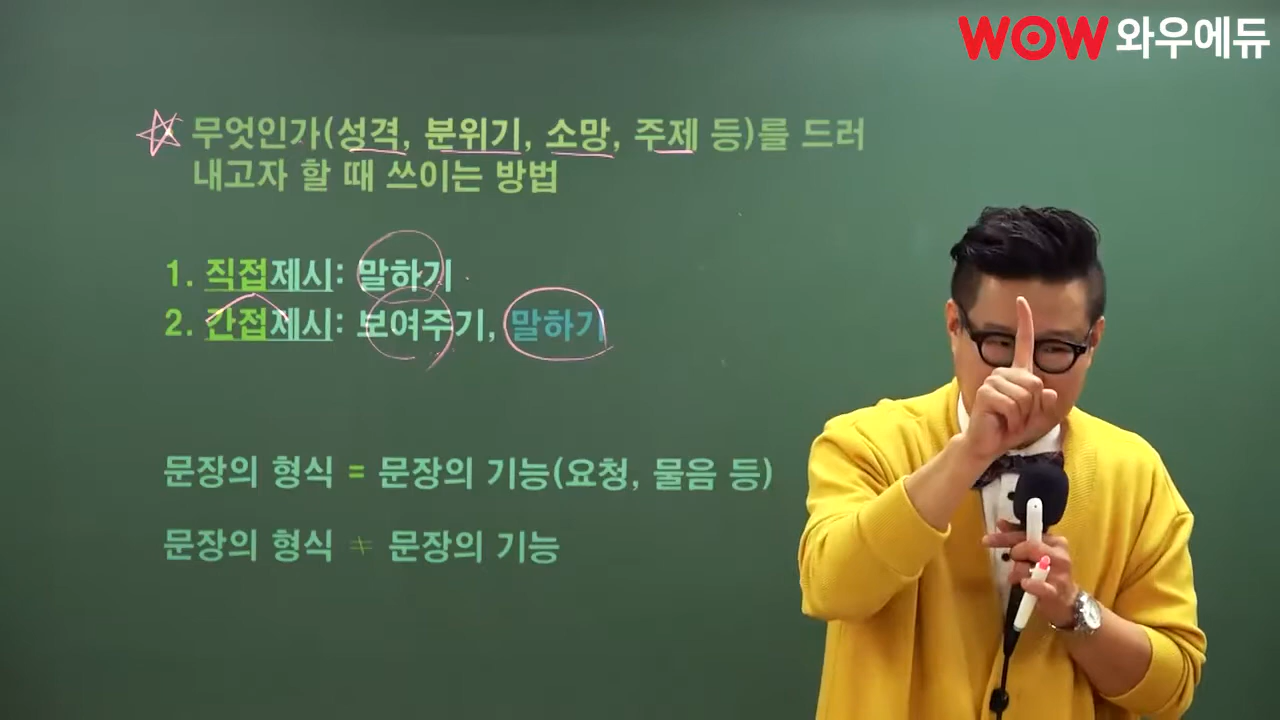 WOW 와우에듀
무엇인가(성격, 분위기, 소망, 주제 등)를 드러
내고자 할 때 쓰이는 방법
1. 직접제시: 말하기
2. 간접제시: 보여주기, 말하기
문장의 형식 = 문장의 기능(요청, 물음 등)
문장의 형식 ≠ 문장의 기능